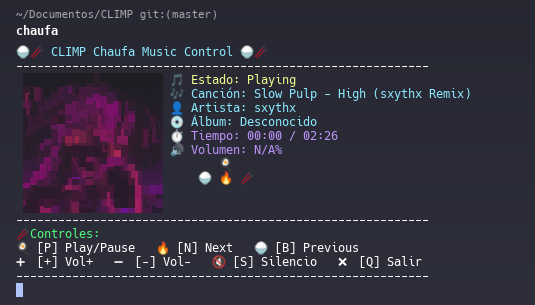 ~/Documentos/CLIMP git:(master)
chaufa
🍚🥢 CLIMP Chaufa Music Control 🍚🥢
----------------------------------------------------------
🎵 Estado: Playing
🎶 Canción: Slow Pulp - High (sxythx Remix)
👤 Artista: sxythx
💿 Álbum: Desconocido
⏱️ Tiempo: 00:00 / 02:26
🔊 Volumen: N/A%
🍳
🍚 🔥 🥢
----------------------------------------------------------
🥢Controles:
🍳 [P] Play/Pause 🔥 [N] Next 🍚 [B] Previous
➕ [+] Vol+ ➖ [-] Vol- 🔇 [S] Silencio ✖ [Q] Salir
----------------------------------------------------------